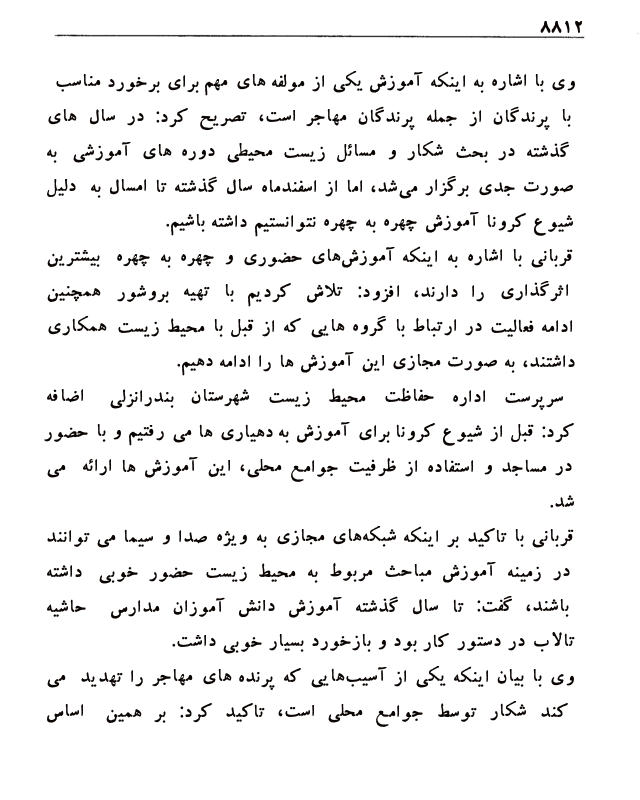 ۸۸۱۲
وی با اشاره به اینکه آموزش یکی از مولفه های مهم برای برخورد مناسب
با پرندگان از جمله پرندگان مهاجر است، تصریح کرد: در سال های
گذشته در بحث شکار و مسائل زیست محیطی دوره های آموزشی به
صورت جدی برگزار می‌شد، اما از اسفندماه سال گذشته تا امسال به دلیل
شیوع کرونا آموزش چهره به چهره نتوانستیم داشته باشیم.
قربانی با اشاره به اینکه آموزش‌های حضوری و چهره به چهره بیشترین
اثرگذاری را دارند، افزود: تلاش کردیم با تهیه بروشور همچنین
ادامه فعالیت در ارتباط با گروه هایی که از قبل با محیط زیست همکاری
داشتند، به صورت مجازی این آموزش ها را ادامه دهیم.
سرپرست اداره حفاظت محیط زیست شهرستان بندرانزلی اضافه
کرد: قبل از شیوع کرونا برای آموزش به دهیاری ها می رفتیم و با حضور
در مساجد و استفاده از ظرفیت جوامع محلی، این آموزش ها ارائه می
شد.
قربانی با تاکید بر اینکه شبکه‌های مجازی به ویژه صدا و سیما می توانند
در زمینه آموزش مباحث مربوط به محیط زیست حضور خوبی داشته
باشند، گفت: تا سال گذشته آموزش دانش آموزان مدارس حاشیه
تالاب در دستور کار بود و بازخورد بسیار خوبی داشت.
وی با بیان اینکه یکی از آسیب‌هایی که پرنده های مهاجر را تهدید می
کند شکار توسط جوامع محلی است، تاکید کرد: بر همین اساس